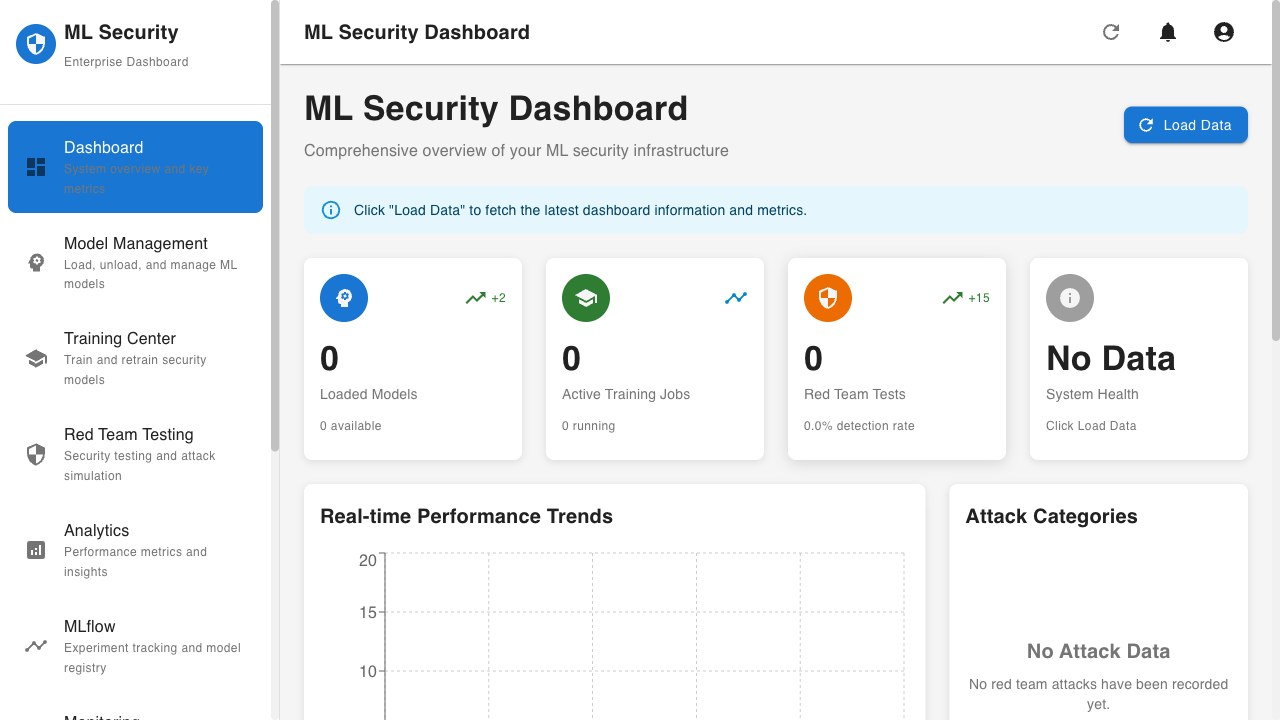 ML Security
Enterprise Dashboard
Dashboard
System overview and key
metrics
Model Management
Load, unload, and manage ML
models
Training Center
Train and retrain security
models
Red Team Testing
Security testing and attack
simulation
Analytics
Performance metrics and
insights
MLflow
Experiment tracking and model
registry
Monitoring
ML Security Dashboard
ML Security Dashboard
Comprehensive overview of your ML security infrastructure
Load Data
Click "Load Data" to fetch the latest dashboard information and metrics.
+2
0
Loaded Models
0 available
0
Active Training Jobs
0 running
+15
0
Red Team Tests
0.0% detection rate
No Data
System Health
Click Load Data
Real-time Performance Trends
20
15
10
Attack Categories
No Attack Data
No red team attacks have been recorded
yet.